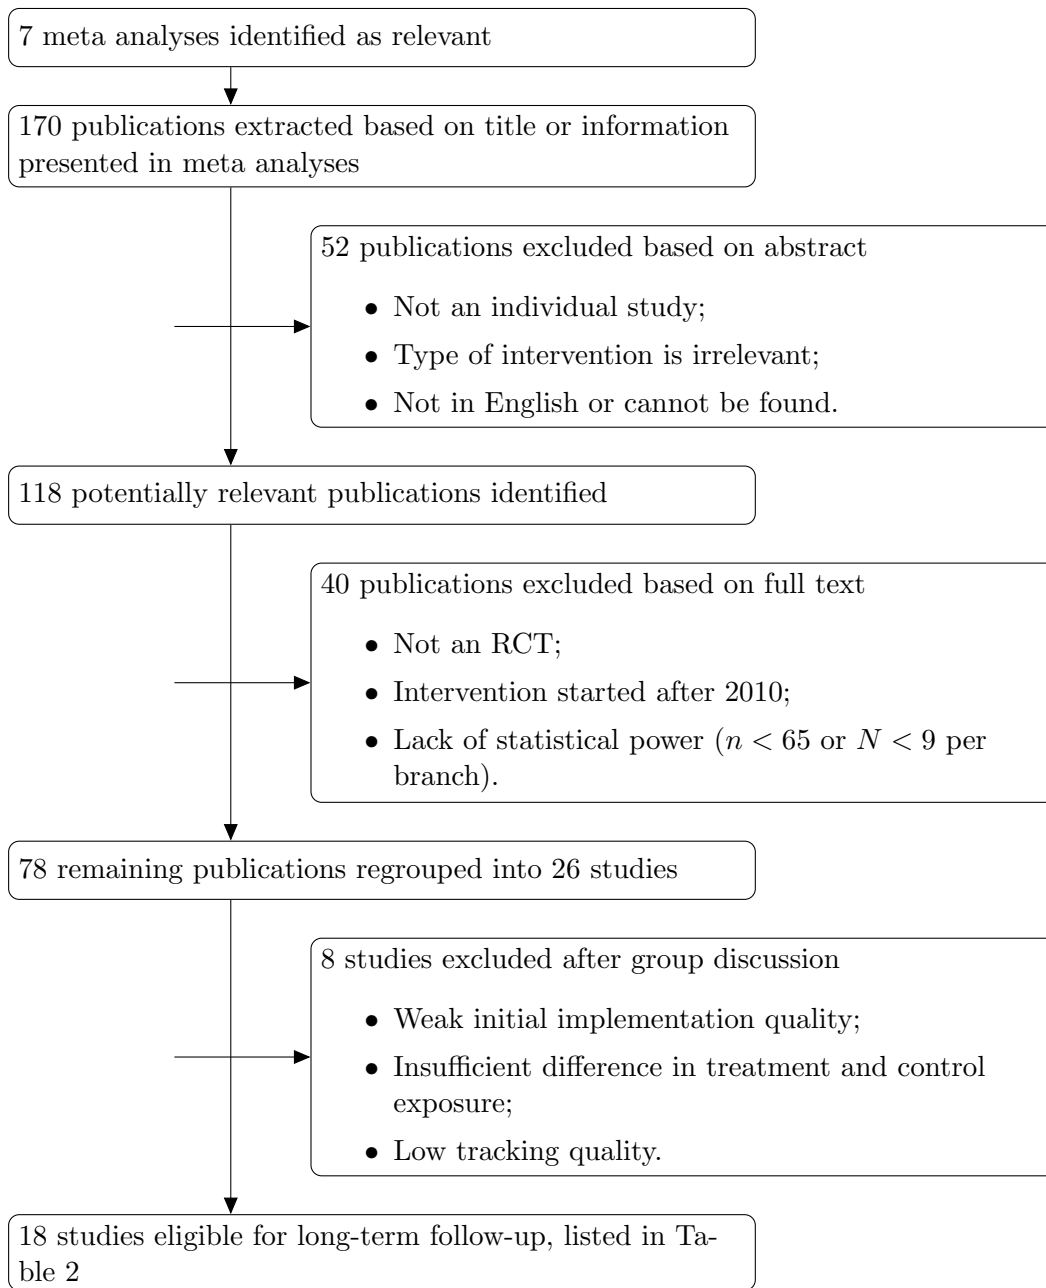 7 meta analyses identified as relevant
170 publications extracted based on title or information
presented in meta analyses
52 publications excluded based on abstract
• Not an individual study;
• Type of intervention is irrelevant;
• Not in English or cannot be found.
118 potentially relevant publications identified
40 publications excluded based on full text
• Not an RCT;
• Intervention started after 2010;
• Lack of statistical power (n < 65 or N < 9 per
branch).
78 remaining publications regrouped into 26 studies
8 studies excluded after group discussion
• Weak initial implementation quality;
• Insufficient difference in treatment and control
exposure;
• Low tracking quality.
18 studies eligible for long-term follow-up, listed in Ta-
ble 2